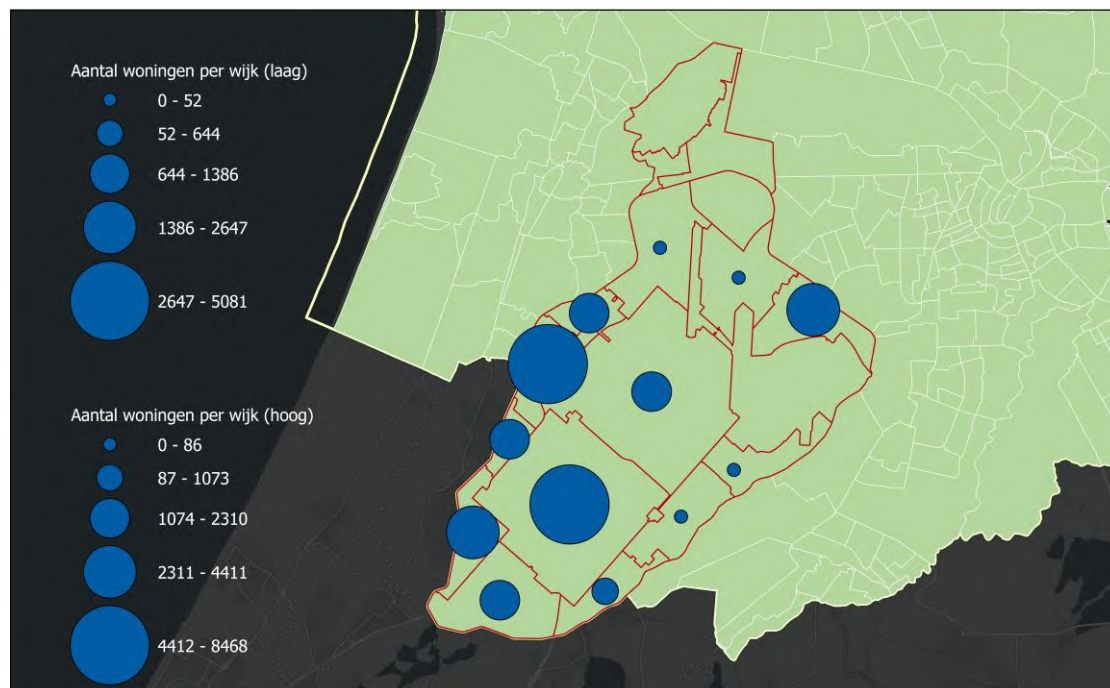 Aantal woningen per wijk (laag)
0 - 52
52 - 644
644 - 1386
1386 - 2647
2647 - 5081
Aantal woningen per wijk (hoog)
0 - 86
87 - 1073
1074 - 2310
2311 - 4411
4412 - 8468